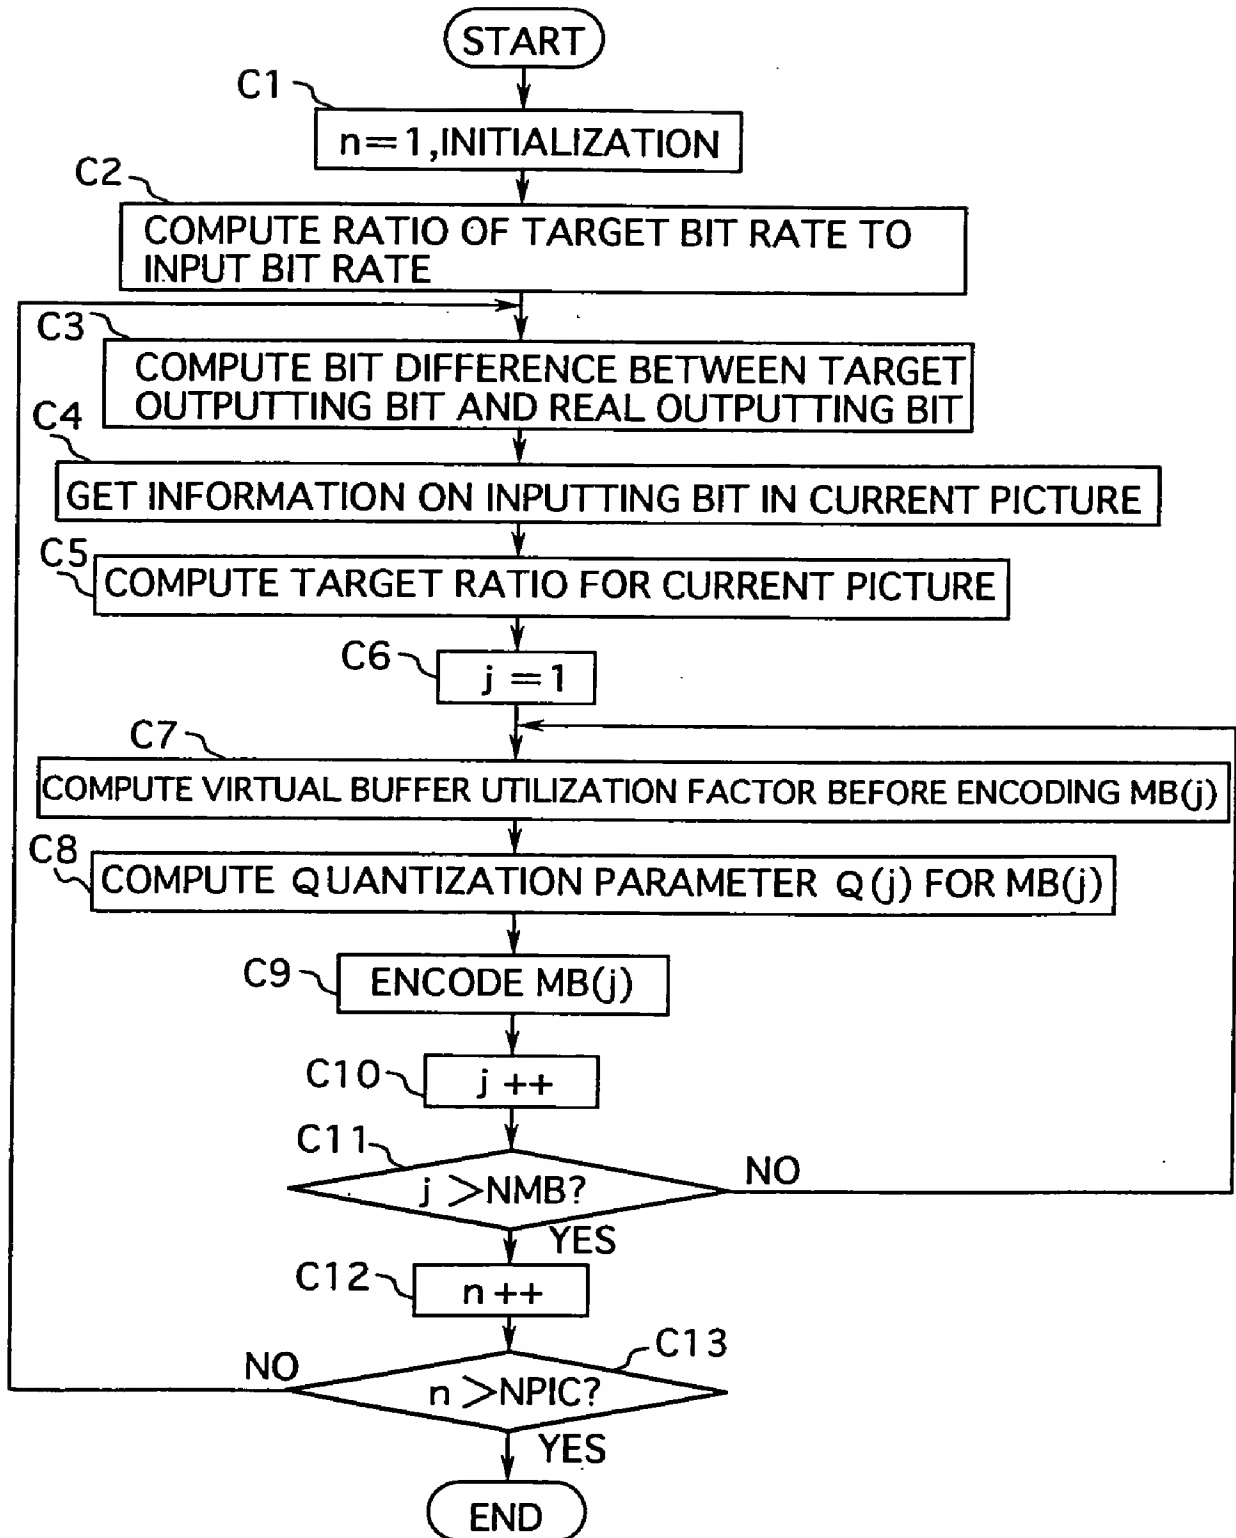 START
C1
n=1,INITIALIZATION
C2
COMPUTE RATIO OF TARGET BIT RATE TO
INPUT BIT RATE
C3
COMPUTE BIT DIFFERENCE BETWEEN TARGET
OUTPUTTING BIT AND REAL OUTPUTTING BIT
C4
GET INFORMATION ON INPUTTING BIT IN CURRENT PICTURE
C5
COMPUTE TARGET RATIO FOR CURRENT PICTURE
C6
j =1
C7
COMPUTE VIRTUAL BUFFER UTILIZATION FACTOR BEFORE ENCODING MB(j)
C8
COMPUTE QUANTIZATION PARAMETER Q(j) FOR MB(j)
C9
ENCODE MB(j)
C10
j ++
C11
j >NMB?
NO
YES
C12
n ++
C13
NO
n >NPIC?
YES
END